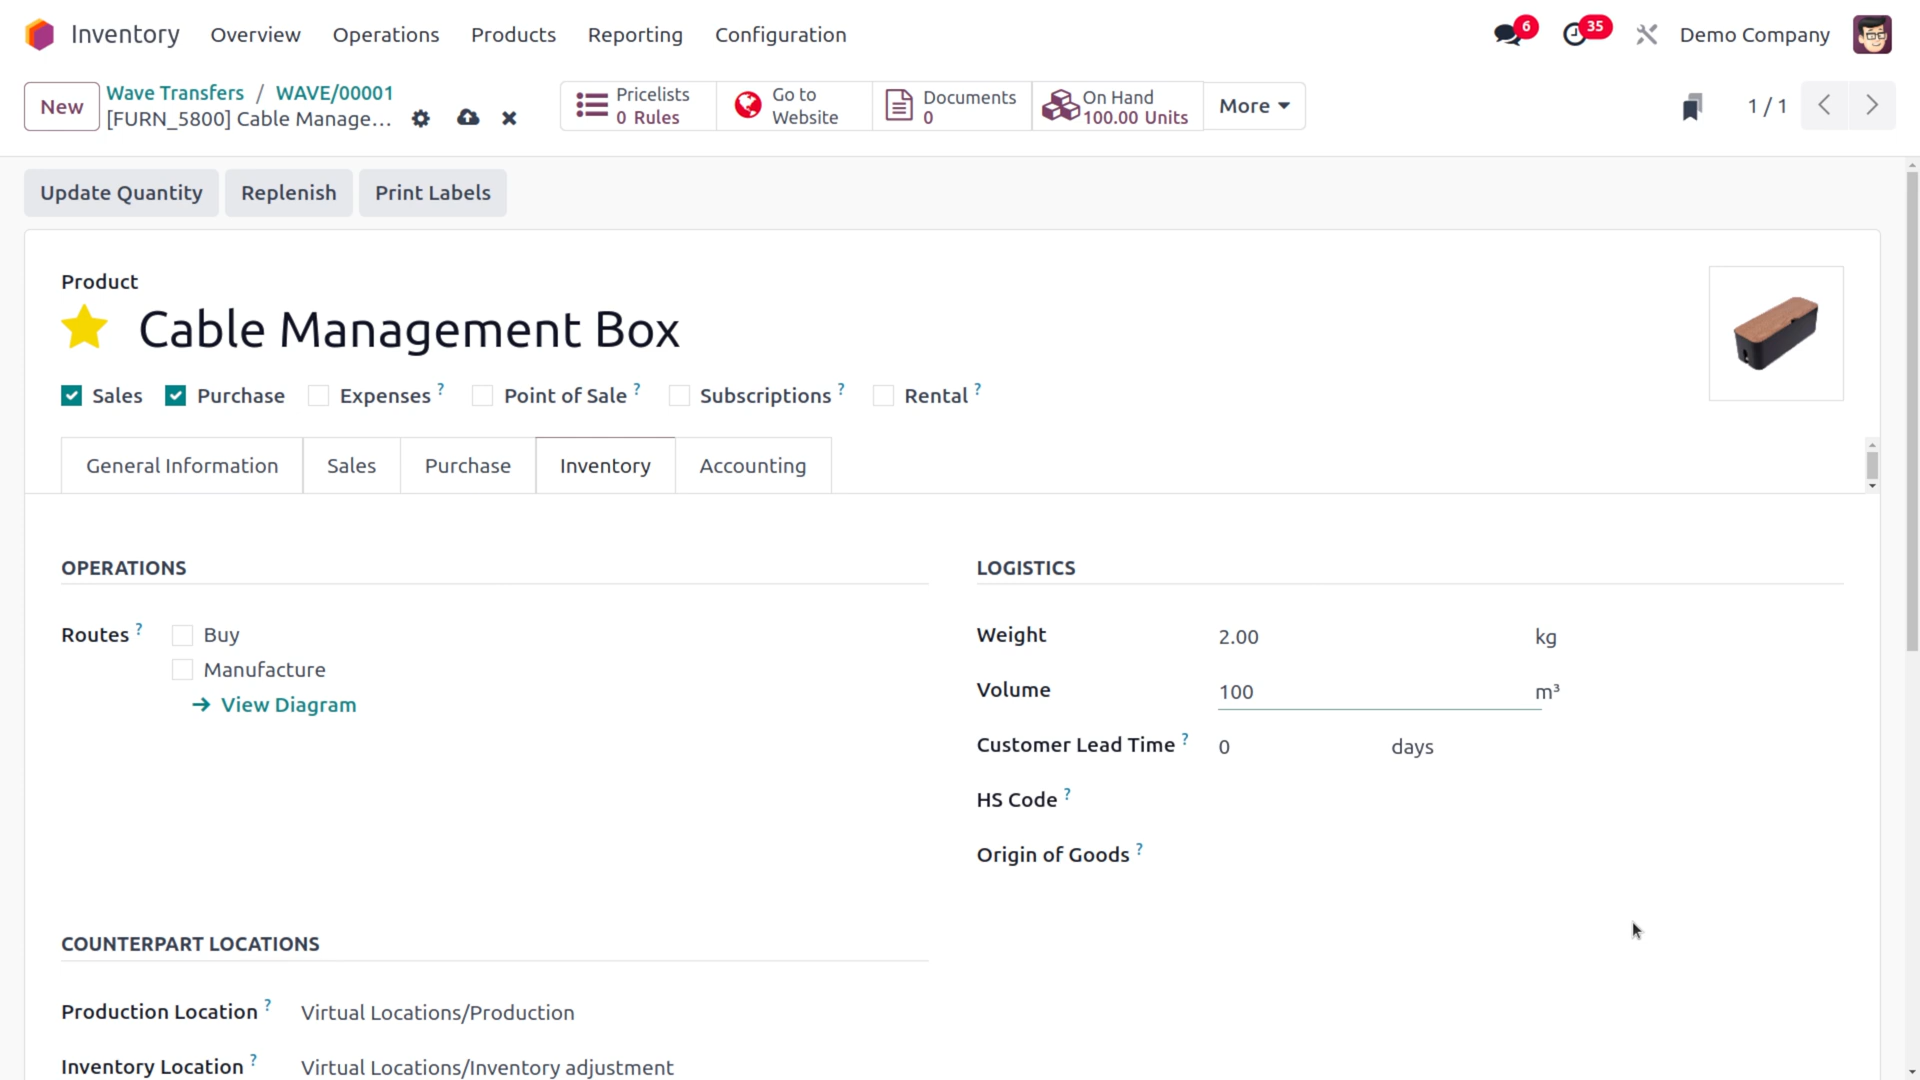 Inventory Overview Operations Products Reporting Configuration 6 35 Demo Company
New Wave Transfers / WAVE/00001
[FURN_5800] Cable Manage...
Pricelists
0 Rules
Go to
Website
Documents
0
On Hand
100.00 Units
More
1 / 1
Update Quantity Replenish Print Labels
Product
Cable Management Box
Sales Purchase Expenses ? Point of Sale ? Subscriptions ? Rental ?
General Information Sales Purchase Inventory Accounting
OPERATIONS
Routes ? Buy
Manufacture
→ View Diagram
LOGISTICS
Weight 2.00 kg
Volume 100 m³
Customer Lead Time ? 0 days
HS Code ?
Origin of Goods ?
COUNTERPART LOCATIONS
Production Location ? Virtual Locations/Production
Inventory Location ? Virtual Locations/Inventory adjustment